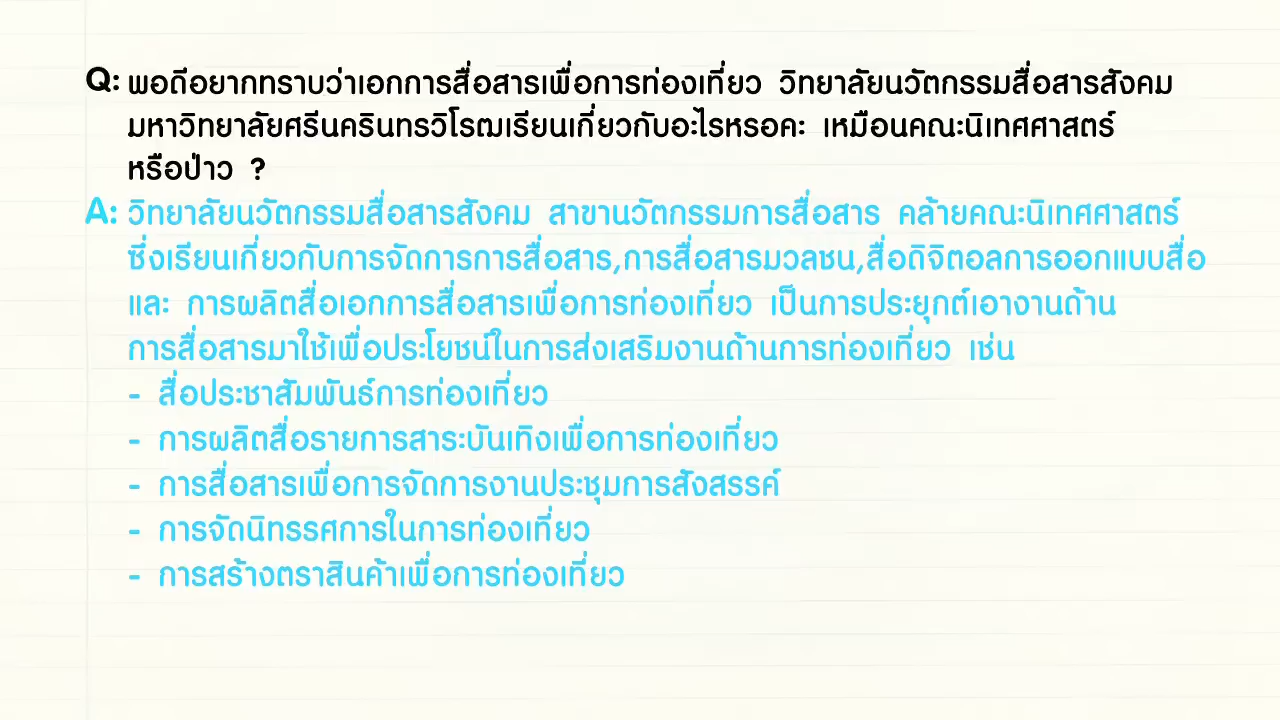 Q: พอดีอยากทราบว่าเอกการสื่อสารเพื่อการท่องเที่ยว วิทยาลัยนวัตกรรมสื่อสารสังคม
มหาวิทยาลัยศรีนครินทรวิโรฒเรียนเกี่ยวกับอะไรหรอคะ เหมือนคณะนิเทศศาสตร์
หรือป่าว ?
A: วิทยาลัยนวัตกรรมสื่อสารสังคม สาขานวัตกรรมการสื่อสาร คล้ายคณะนิเทศศาสตร์
ซึ่งเรียนเกี่ยวกับการจัดการการสื่อสาร,การสื่อสารมวลชน,สื่อดิจิตอลการออกแบบสื่อ
และ การผลิตสื่อเอกการสื่อสารเพื่อการท่องเที่ยว เป็นการประยุกต์เอางานด้าน
การสื่อสารมาใช้เพื่อประโยชน์ในการส่งเสริมงานด้านการท่องเที่ยว เช่น
- สื่อประชาสัมพันธ์การท่องเที่ยว
- การผลิตสื่อรายการสาระบันเทิงเพื่อการท่องเที่ยว
- การสื่อสารเพื่อการจัดการงานประชุมการสังสรรค์
- การจัดนิทรรศการในการท่องเที่ยว
- การสร้างตราสินค้าเพื่อการท่องเที่ยว